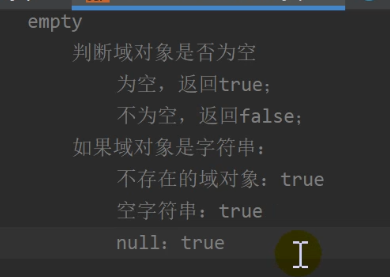 empty
判断域对象是否为空
为空，返回true；
不为空，返回false；
如果域对象是字符串：
不存在的域对象：true
空字符串：true
null：true